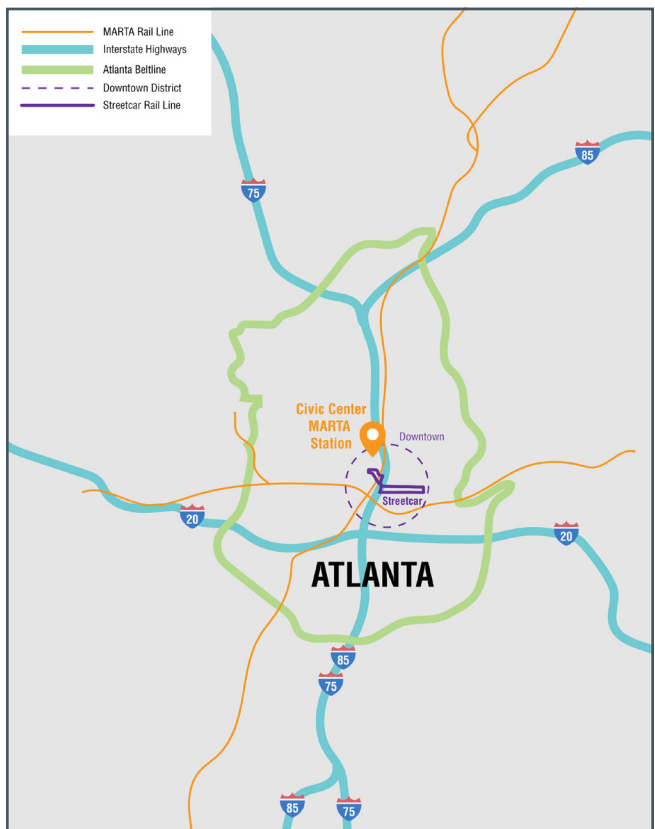 MARTA Rail Line
Interstate Highways
Atlanta Beltline
Downtown District
Streetcar Rail Line
85
75
Civic Center
MARTA
Station
Downtown
Streetcar
20
20
ATLANTA
85
75
85
75